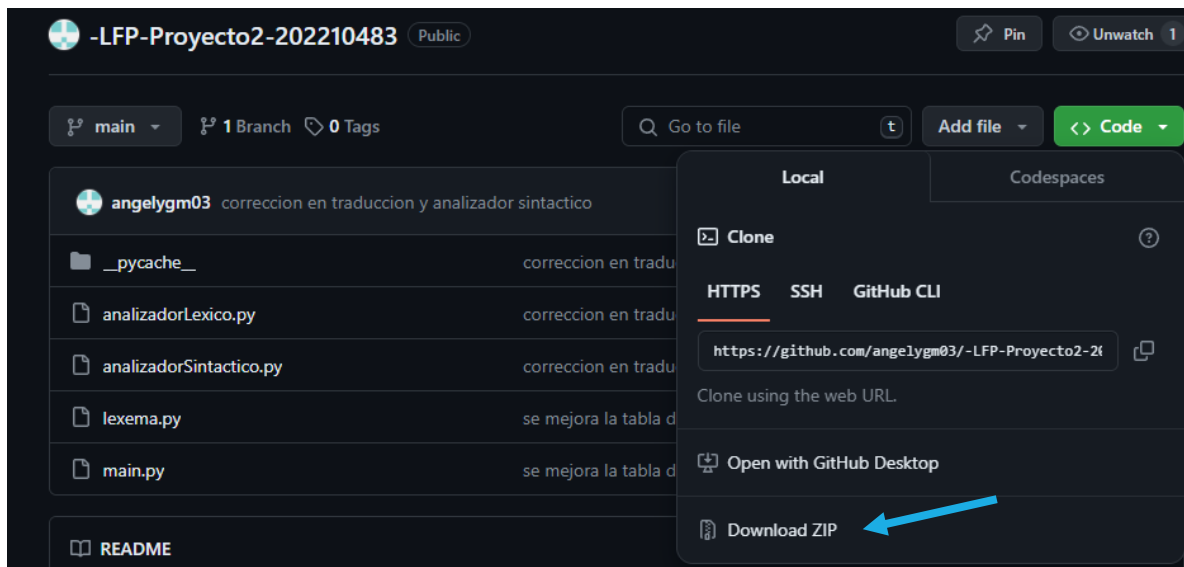 -LFP-Proyecto2-202210483 Public Pin Unwatch 1
main 1 Branch 0 Tags Go to file t Add file <> Code
Local Codespaces
angelygm03 correccion en traduccion y analizador sintactico
Clone
__pycache__ correccion en tradu
HTTPS SSH GitHub CLI
analizadorLexico.py correccion en tradu
https://github.com/angelygm03/-LFP-Proyecto2-20
analizadorSintactico.py correccion en tradu
Clone using the web URL.
lexema.py se mejora la tabla d
Open with GitHub Desktop
main.py se mejora la tabla d
Download ZIP
README